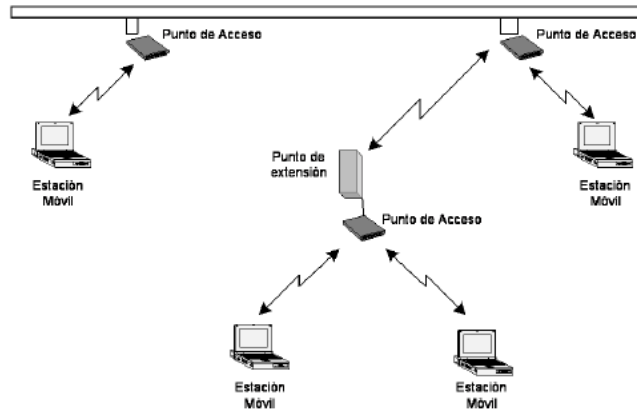 Punto de Acceso
Punto de Acceso
Estación
Móvil
Punto de
extensión
Estación
Móvil
Punto de Acceso
Estación
Móvil
Estación
Móvil